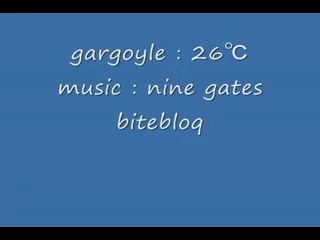 gargoyle : 26℃
music : nine gates
bitebloq